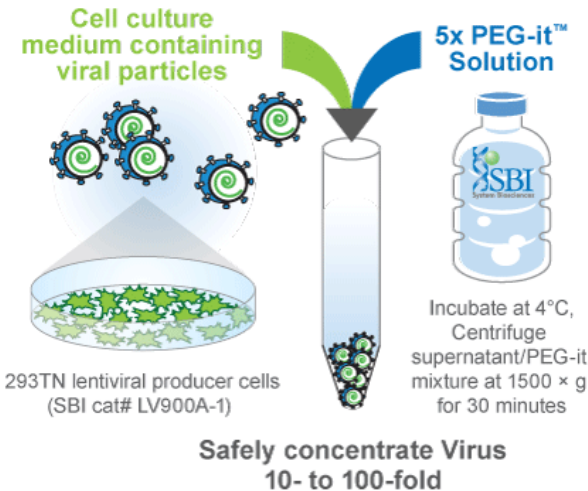 Cell culture
medium containing
viral particles
5x PEG-it™
Solution
SBI
System Biosciences
293TN lentiviral producer cells
(SBI cat# LV900A-1)
Incubate at 4°C,
Centrifuge
supernatant/PEG-it
mixture at 1500 × g
for 30 minutes
Safely concentrate Virus
10- to 100-fold